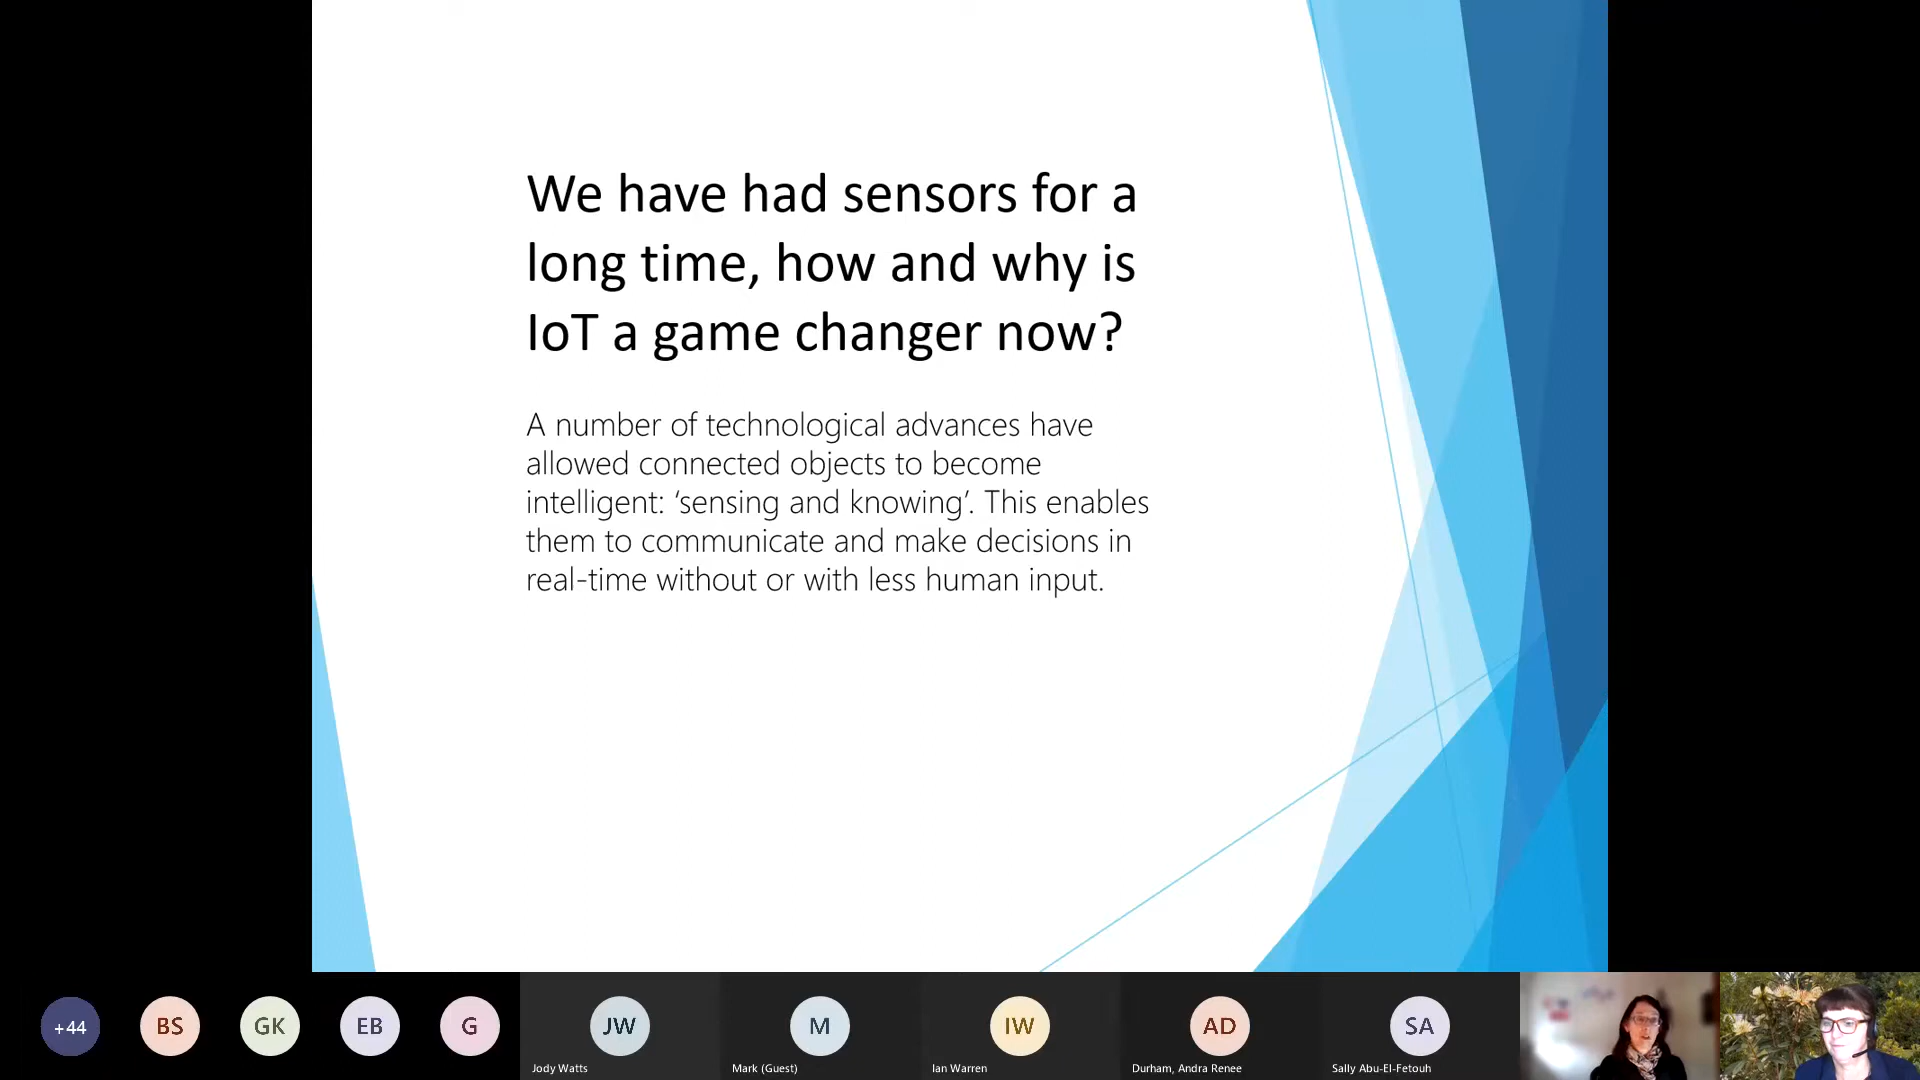 We have had sensors for a
long time, how and why is
IoT a game changer now?
A number of technological advances have
allowed connected objects to become
intelligent: ‘sensing and knowing’. This enables
them to communicate and make decisions in
real-time without or with less human input.
+44
BS
GK
EB
G
JW
M
IW
AD
SA
Jody Watts
Mark (Guest)
Ian Warren
Durham, Andra Renee
Sally Abu-El-Fetouh